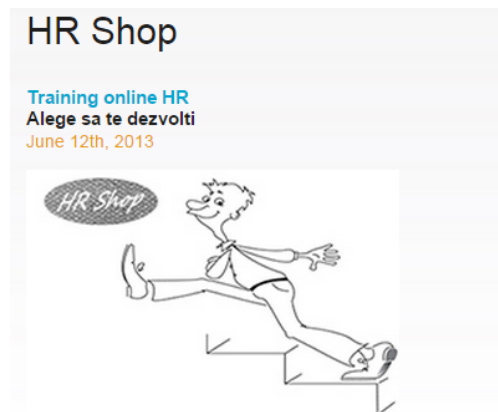 HR Shop
Training online HR
Alege sa te dezvolti
June 12th, 2013
HR Shop